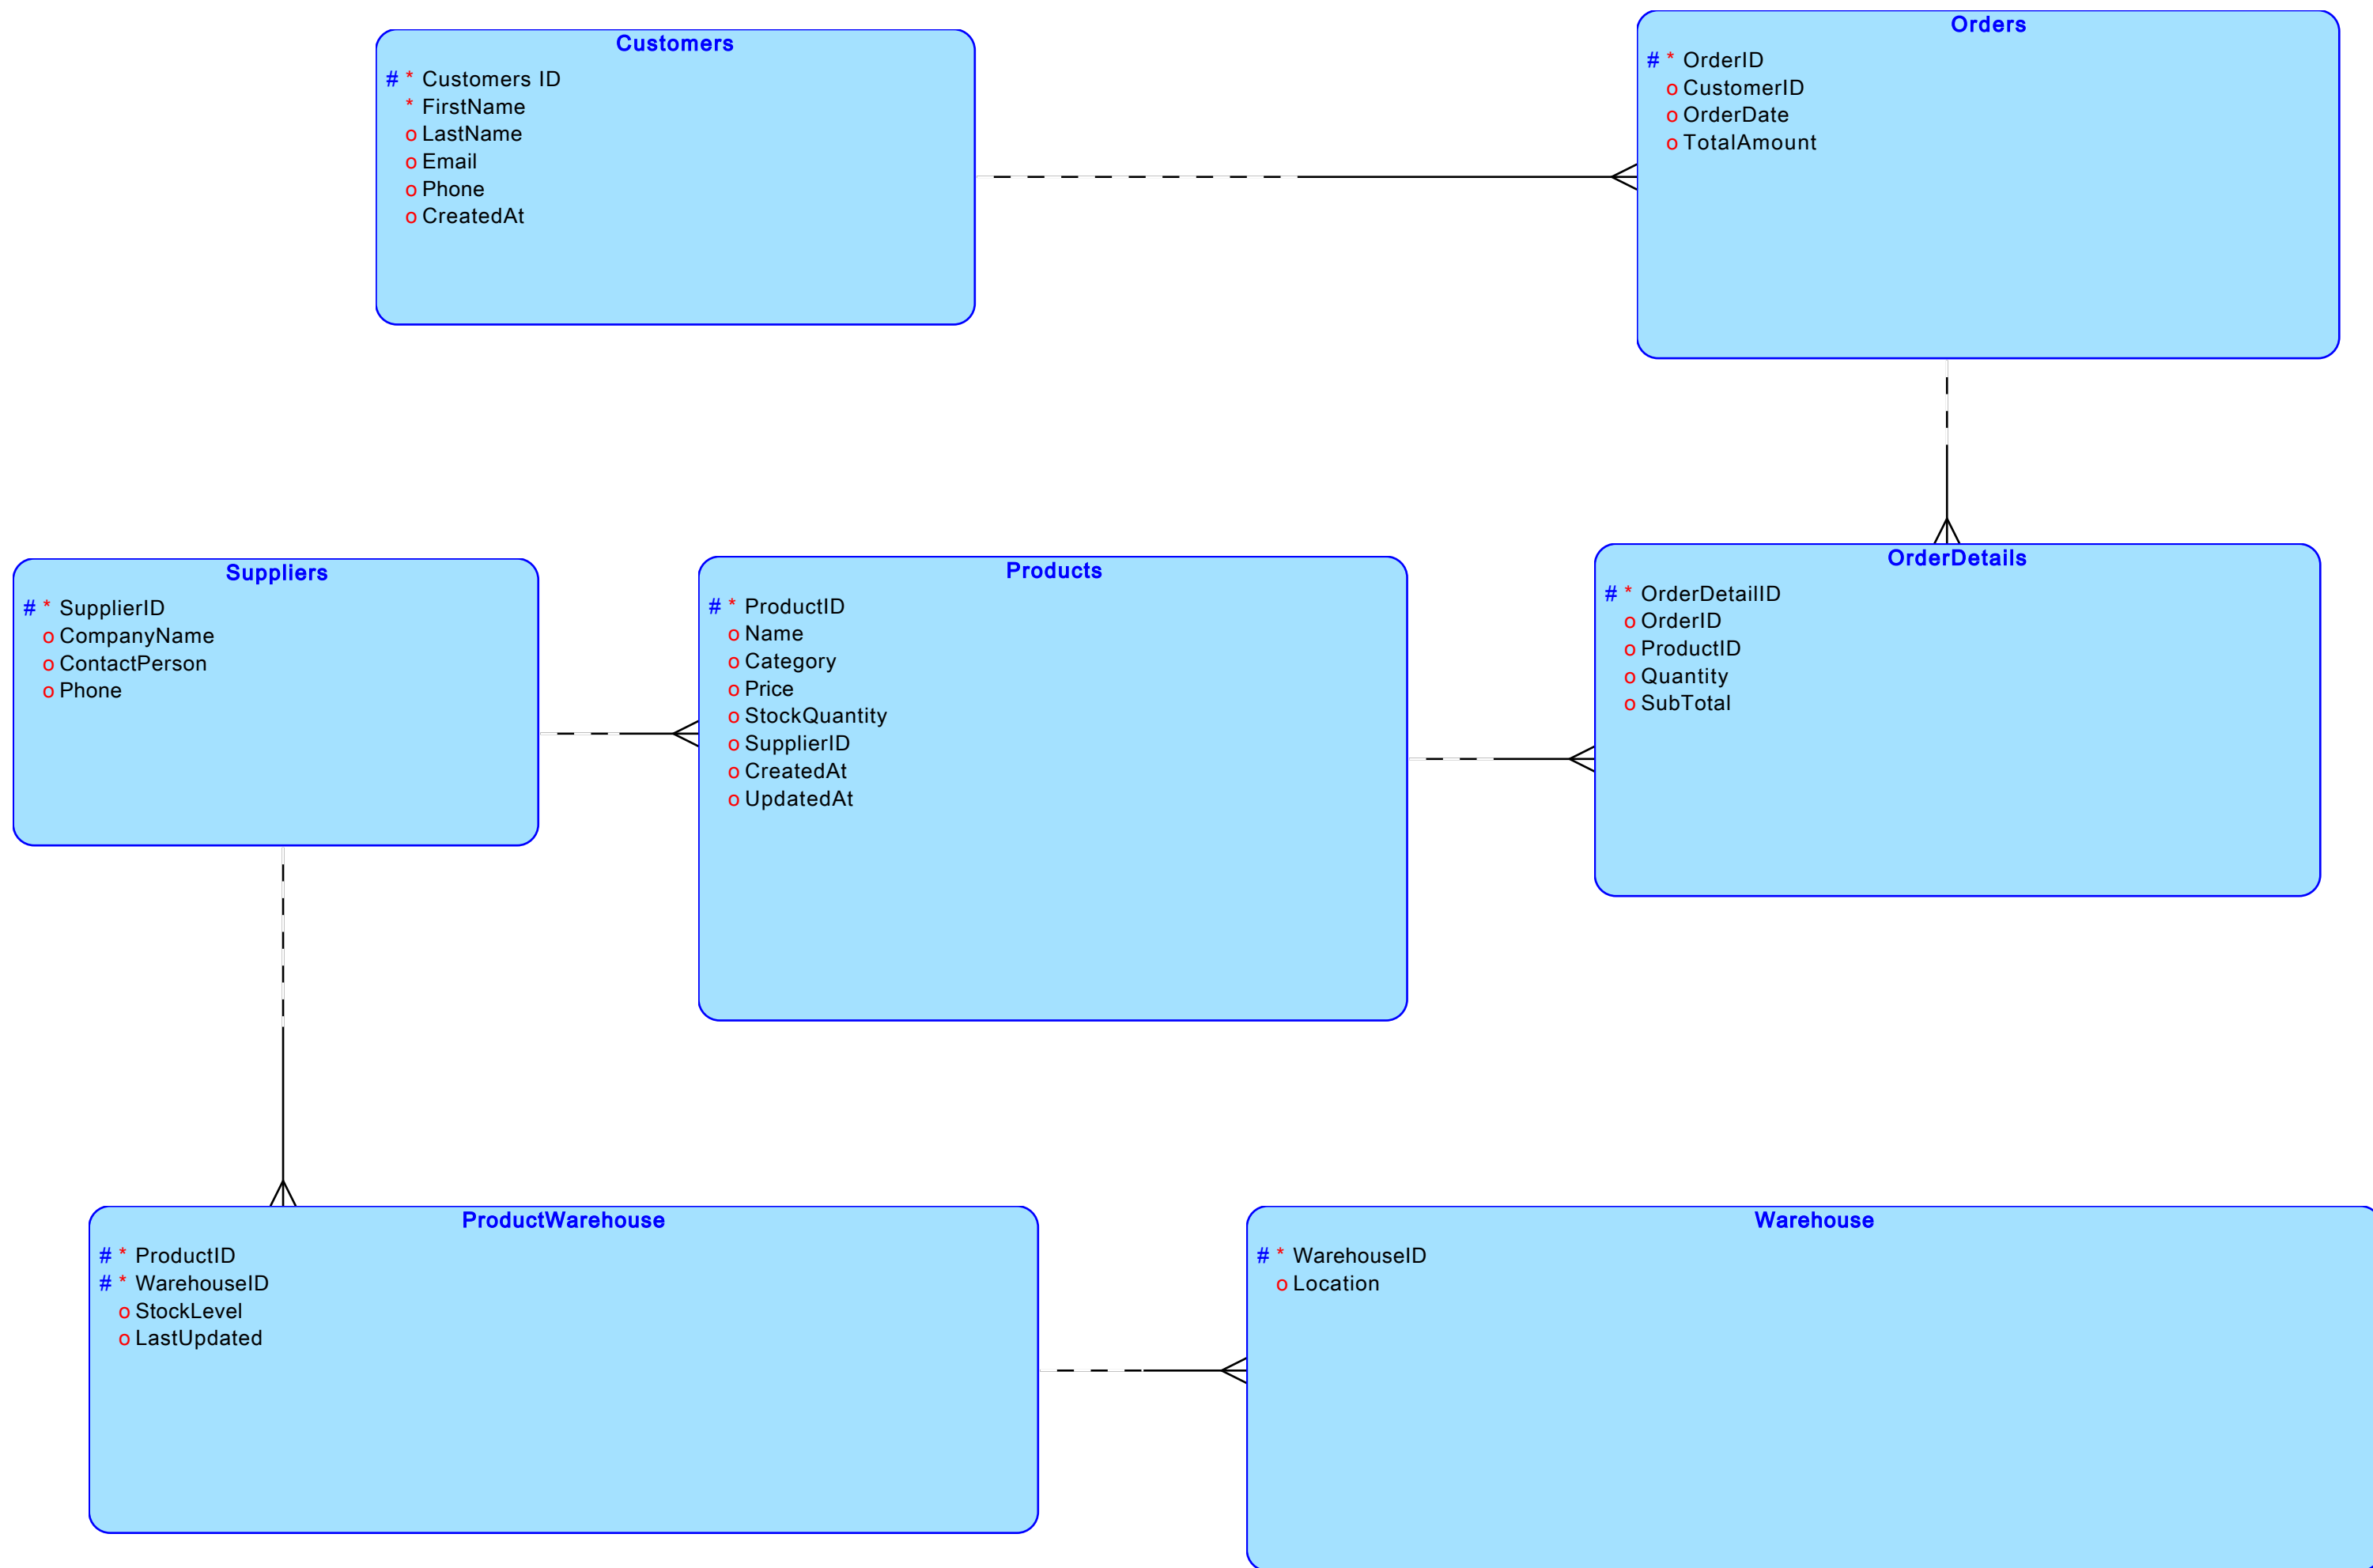 Customers
# * Customers ID
* FirstName
o LastName
o Email
o Phone
o CreatedAt
Orders
# * OrderID
o CustomerID
o OrderDate
o TotalAmount
Suppliers
# * SupplierID
o CompanyName
o ContactPerson
o Phone
Products
# * ProductID
o Name
o Category
o Price
o StockQuantity
o SupplierID
o CreatedAt
o UpdatedAt
OrderDetails
# * OrderDetailID
o OrderID
o ProductID
o Quantity
o SubTotal
ProductWarehouse
# * ProductID
# * WarehouseID
o StockLevel
o LastUpdated
Warehouse
# * WarehouseID
o Location